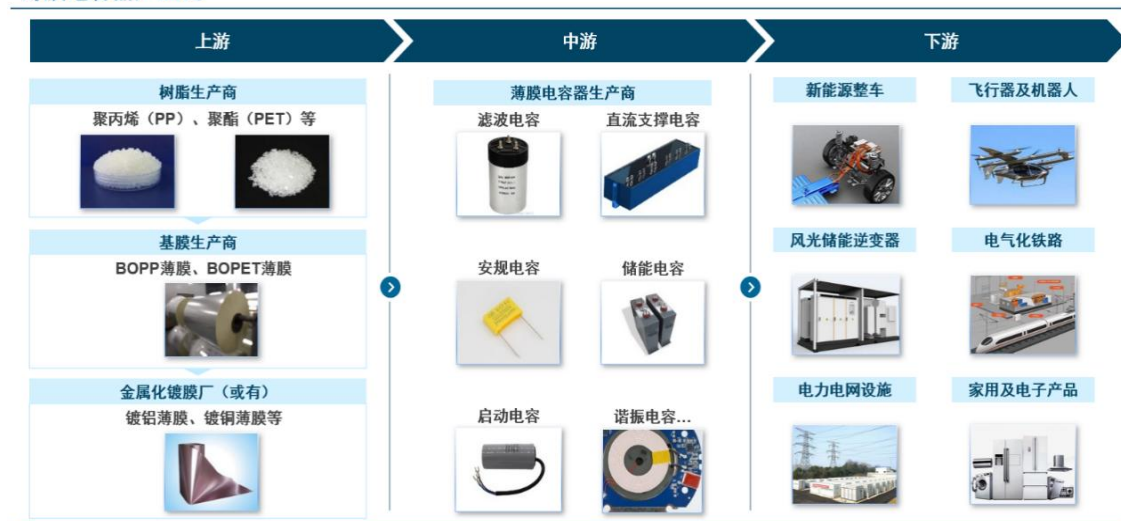 上游
中游
下游
树脂生产商
聚丙烯（PP）、聚酯（PET）等
基膜生产商
BOPP薄膜、BOPET薄膜
金属化镀膜厂（或有）
镀铝薄膜、镀铜薄膜等
薄膜电容器生产商
滤波电容
直流支撑电容
安规电容
储能电容
启动电容
谐振电容...
新能源整车
飞行器及机器人
风光储能逆变器
电气化铁路
电力电网设施
家用及电子产品